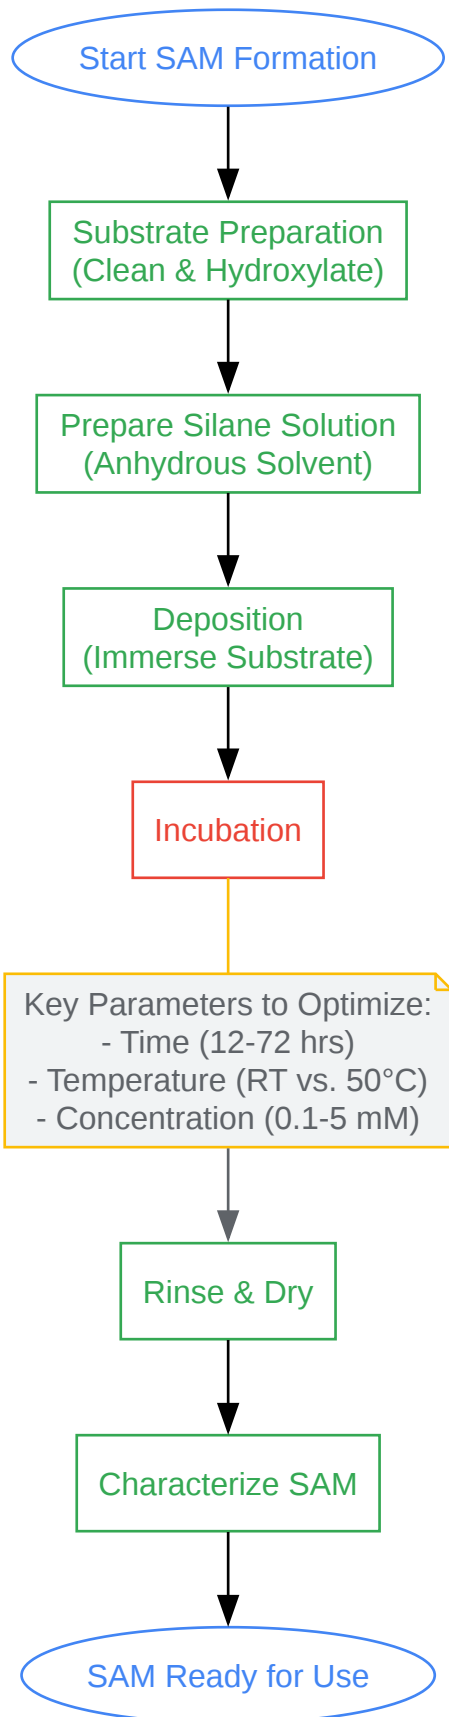 Start SAM Formation
Substrate Preparation
(Clean & Hydroxylate)
Prepare Silane Solution
(Anhydrous Solvent)
Deposition
(Immerse Substrate)
Incubation
Key Parameters to Optimize:
- Time (12-72 hrs)
- Temperature (RT vs. 50°C)
- Concentration (0.1-5 mM)
Rinse & Dry
Characterize SAM
SAM Ready for Use